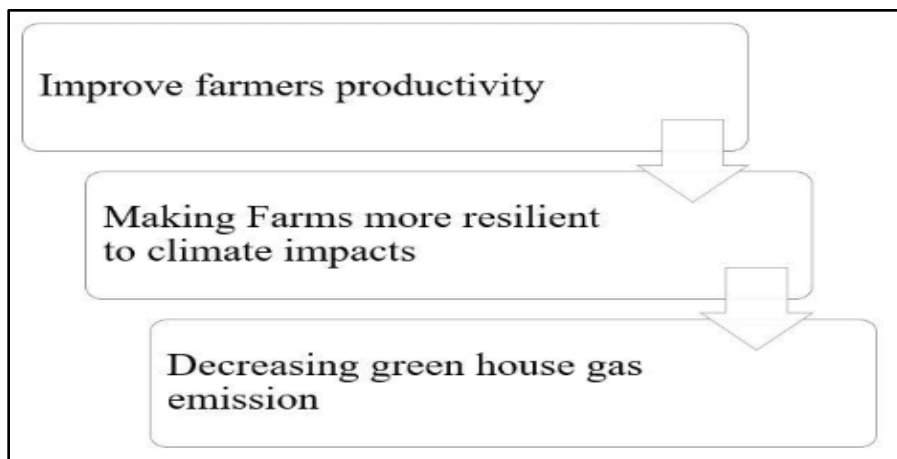 Improve farmers productivity
Making Farms more resilient
to climate impacts
Decreasing green house gas
emission